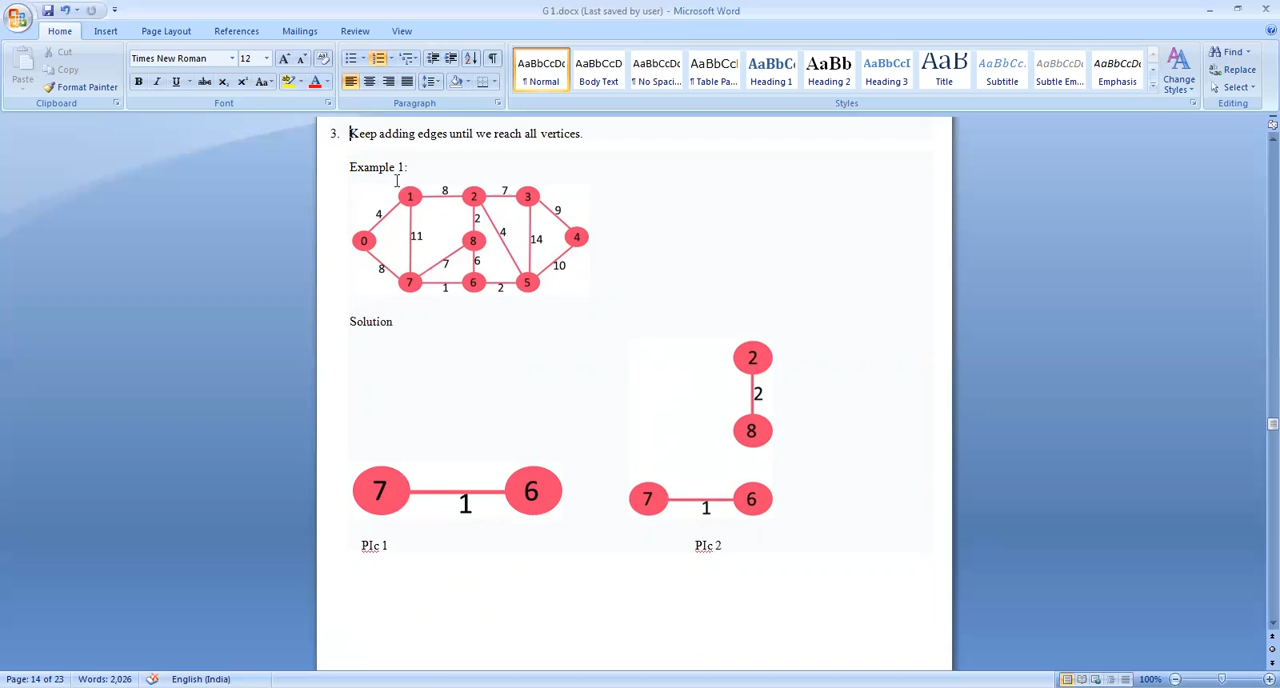 G 1.docx (Last saved by user) - Microsoft Word
Home Insert Page Layout References Mailings Review View
Cut
Copy
Paste
Format Painter
Clipboard
Times New Roman 12
Font
Paragraph
AaBbCcDc AaBbCcD AaBbCcDc AaBbCcI AaBbC AaBb AaBbCcI AaB AaBbCc. AaBbCcDc AaBbCcDc
¶ Normal Body Text ¶ No Spaci... ¶ Table Pa... Heading 1 Heading 2 Heading 3 Title Subtitle Subtle Em... Emphasis
Styles
Change Styles
Find
Replace
Select
Editing
3. Keep adding edges until we reach all vertices.
Example 1:
1 8 2 7 3
4 9
0 11 2 8 4 14 4
8 7 6 10
7 1 6 2 5
Solution
2
2
8
7 1 6
7 1 6
PIc 1 PIc 2
Page: 14 of 23 Words: 2,026 English (India) 100%